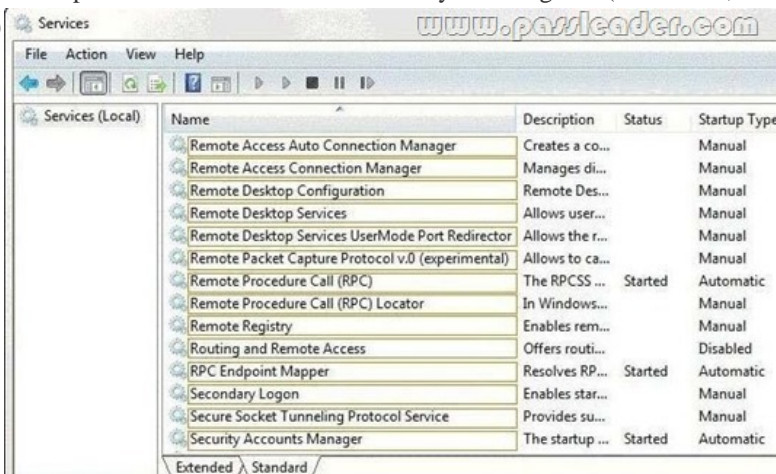 Services
www.passleader.com
File Action View Help
Services (Local)
Name Description Status Startup Type
Remote Access Auto Connection Manager Creates a co... Manual
Remote Access Connection Manager Manages di... Manual
Remote Desktop Configuration Remote Des... Manual
Remote Desktop Services Allows user... Manual
Remote Desktop Services UserMode Port Redirector Allows the r... Manual
Remote Packet Capture Protocol v.0 (experimental) Allows to ca... Manual
Remote Procedure Call (RPC) The RPCSS ... Started Automatic
Remote Procedure Call (RPC) Locator In Windows... Manual
Remote Registry Enables rem... Manual
Routing and Remote Access Offers routi... Disabled
RPC Endpoint Mapper Resolves RP... Started Automatic
Secondary Logon Enables star... Manual
Secure Socket Tunneling Protocol Service Provides su... Manual
Security Accounts Manager The startup ... Started Automatic
Extended Standard